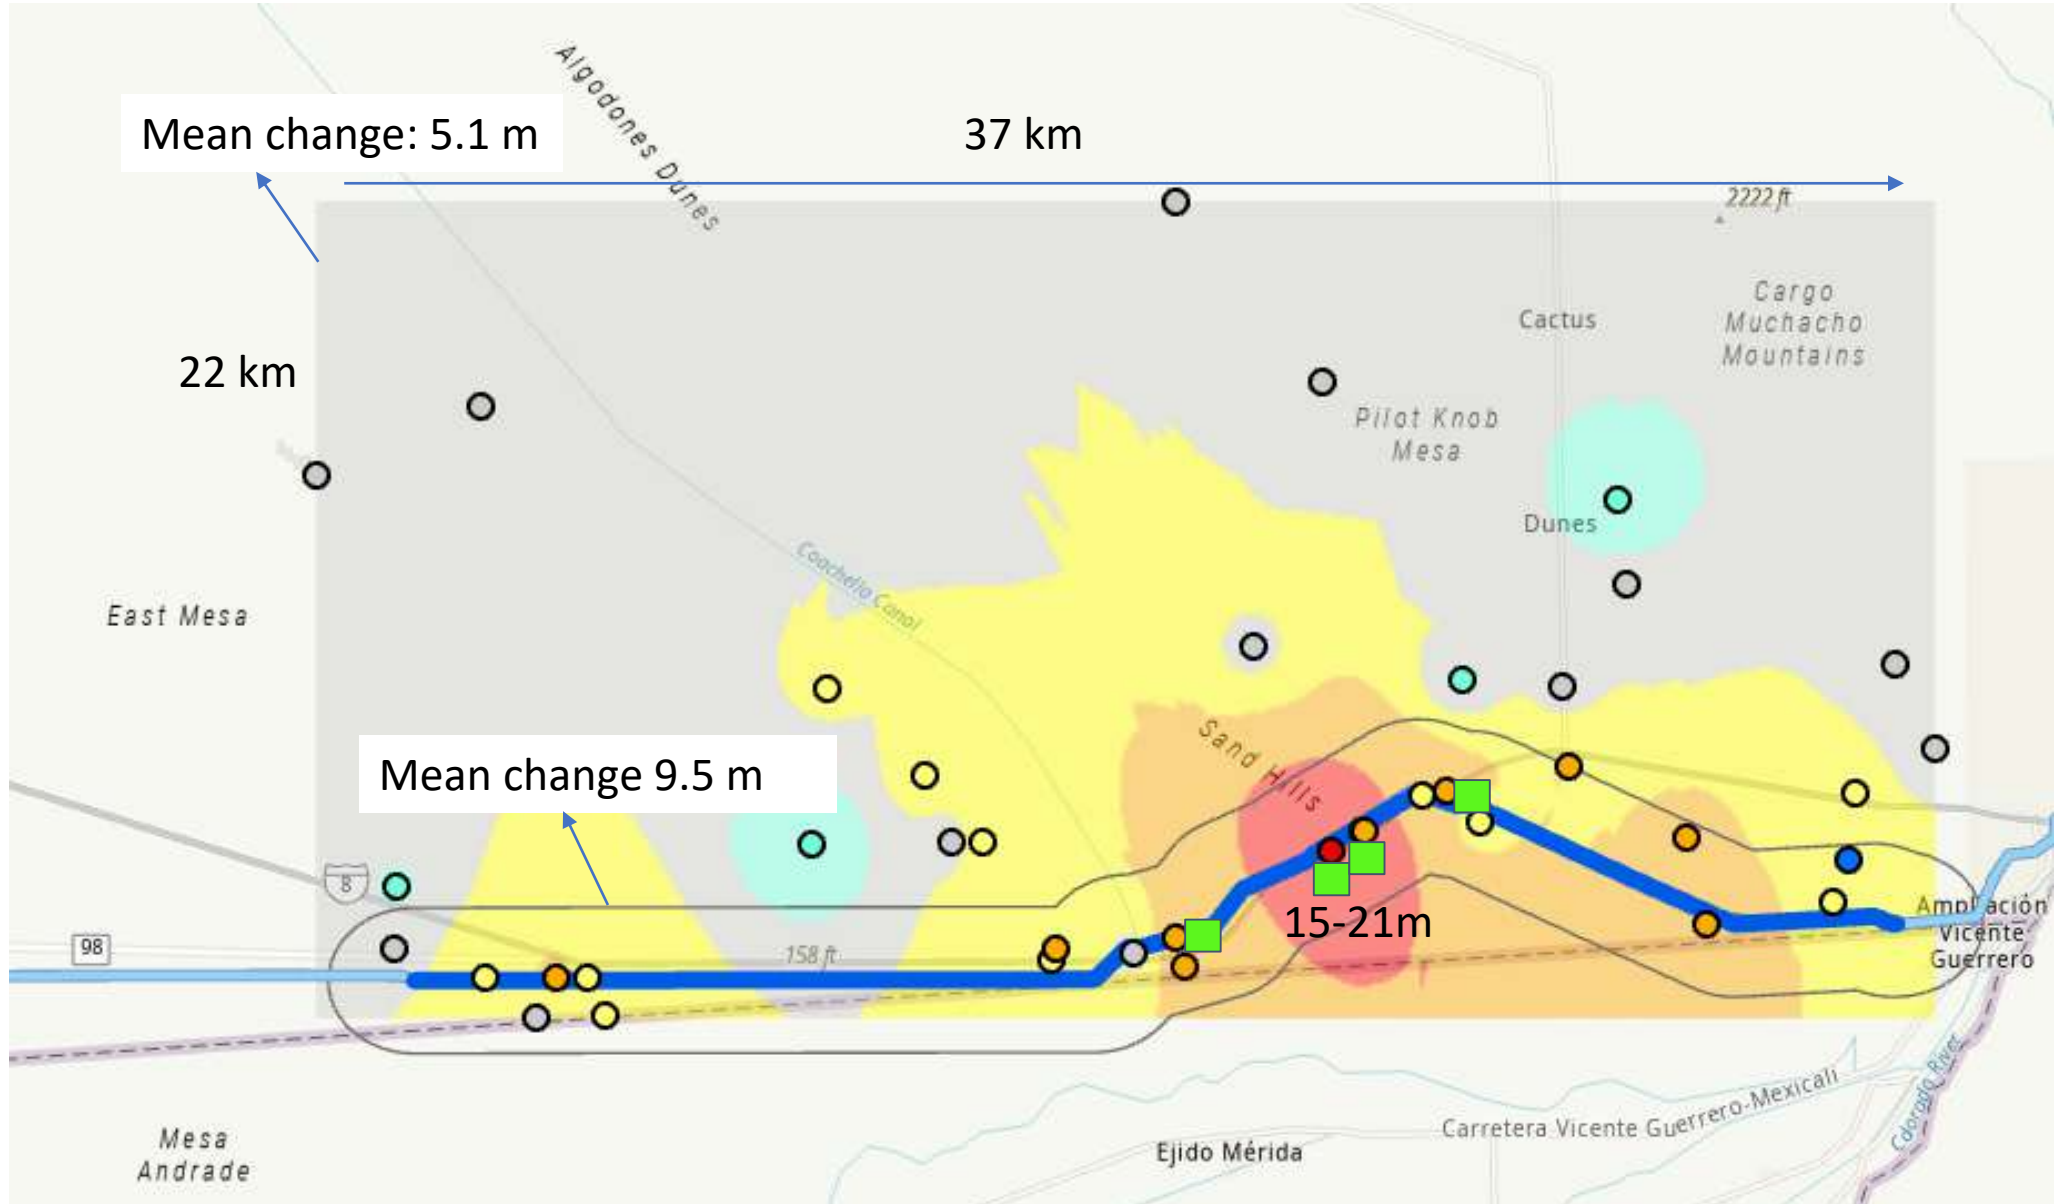 Algodones Dunes
Mean change: 5.1 m
37 km
2222 ft
Cargo
Muchacho
Mountains
Cactus
22 km
Pilot Knob
Mesa
Dunes
Coachella Canal
East Mesa
Sand Hills
Mean change 9.5 m
8
15-21m
Ampliación
Vicente
Guerrero
98
158 ft
Colorado River
Carretera Vicente Guerrero-Mexicali
Mesa
Andrade
Ejido Mérida